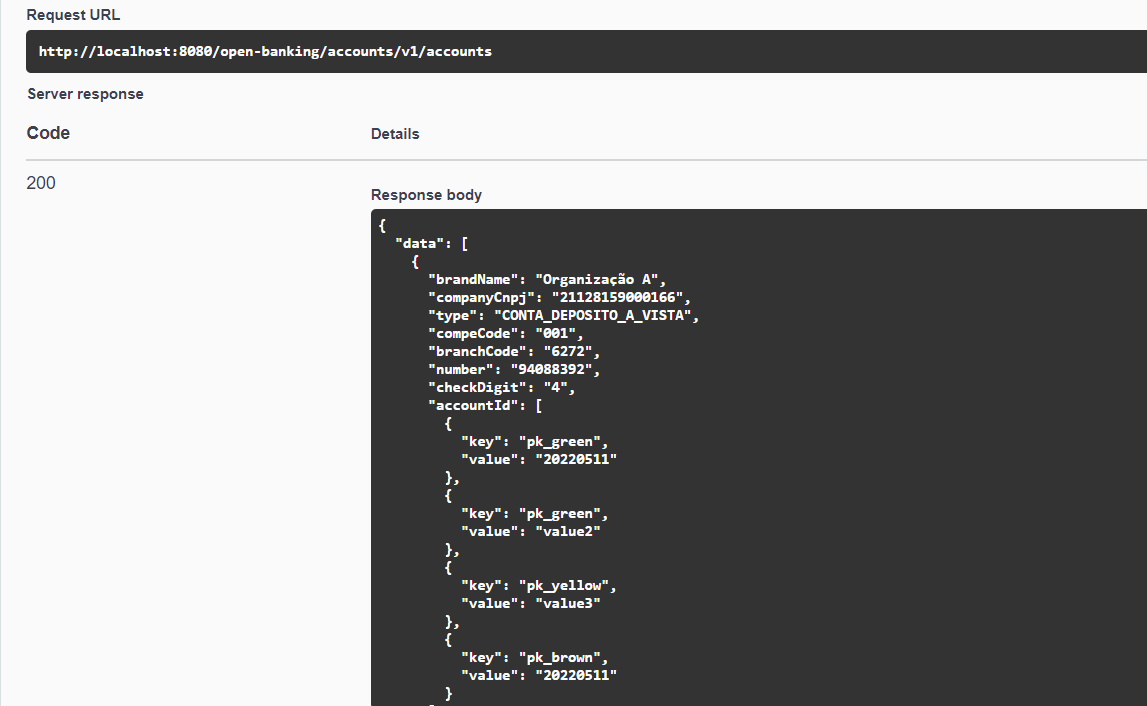 Request URL
http://localhost:8080/open-banking/accounts/v1/accounts
Server response
Code Details
200
Response body
{
"data": [
{
"brandName": "Organização A",
"companyCnpj": "21128159000166",
"type": "CONTA_DEPOSITO_A_VISTA",
"compeCode": "001",
"branchCode": "6272",
"number": "94088392",
"checkDigit": "4",
"accountId": [
{
"key": "pk_green",
"value": "20220511"
},
{
"key": "pk_green",
"value": "value2"
},
{
"key": "pk_yellow",
"value": "value3"
},
{
"key": "pk_brown",
"value": "20220511"
}